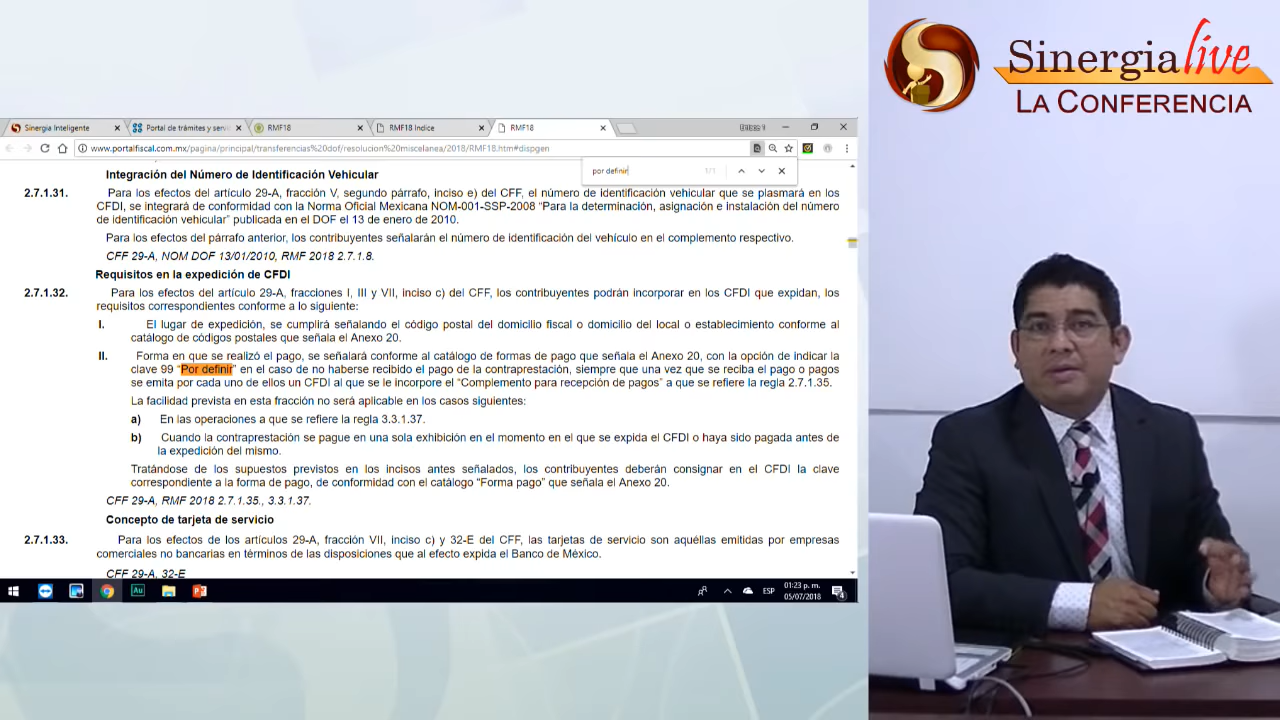 Sinergia live
LA CONFERENCIA
Sinergia Inteligente
Portal de trámites y servic
RMF18
RMF18 Indice
RMF18
www.portalfiscal.com.mx/pagina/principal/transferencias%20dof/resolucion%20miscelanea/2018/RMF18.htm#dispgen
por definir
1/1
Integración del Número de Identificación Vehicular
2.7.1.31. Para los efectos del artículo 29-A, fracción V, segundo párrafo, inciso e) del CFF, el número de identificación vehicular que se plasmará en los
CFDI, se integrará de conformidad con la Norma Oficial Mexicana NOM-001-SSP-2008 “Para la determinación, asignación e instalación del número
de identificación vehicular” publicada en el DOF el 13 de enero de 2010.
Para los efectos del párrafo anterior, los contribuyentes señalarán el número de identificación del vehículo en el complemento respectivo.
CFF 29-A, NOM DOF 13/01/2010, RMF 2018 2.7.1.8.
Requisitos en la expedición de CFDI
2.7.1.32. Para los efectos del artículo 29-A, fracciones I, III y VII, inciso c) del CFF, los contribuyentes podrán incorporar en los CFDI que expidan, los
requisitos correspondientes conforme a lo siguiente:
I. El lugar de expedición, se cumplirá señalando el código postal del domicilio fiscal o domicilio del local o establecimiento conforme al
catálogo de códigos postales que señala el Anexo 20.
II. Forma en que se realizó el pago, se señalará conforme al catálogo de formas de pago que señala el Anexo 20, con la opción de indicar la
clave 99 “Por definir” en el caso de no haberse recibido el pago de la contraprestación, siempre que una vez que se reciba el pago o pagos
se emita por cada uno de ellos un CFDI al que se le incorpore el “Complemento para recepción de pagos” a que se refiere la regla 2.7.1.35.
La facilidad prevista en esta fracción no será aplicable en los casos siguientes:
a) En las operaciones a que se refiere la regla 3.3.1.37.
b) Cuando la contraprestación se pague en una sola exhibición en el momento en el que se expida el CFDI o haya sido pagada antes de
la expedición del mismo.
Tratándose de los supuestos previstos en los incisos antes señalados, los contribuyentes deberán consignar en el CFDI la clave
correspondiente a la forma de pago, de conformidad con el catálogo “Forma pago” que señala el Anexo 20.
CFF 29-A, RMF 2018 2.7.1.35., 3.3.1.37.
Concepto de tarjeta de servicio
2.7.1.33. Para los efectos de los artículos 29-A, fracción VII, inciso c) y 32-E del CFF, las tarjetas de servicio son aquéllas emitidas por empresas
comerciales no bancarias en términos de las disposiciones que al efecto expida el Banco de México.
CFF 29-A, 32-E
Au
ESP
01:23 p. m.
05/07/2018
4